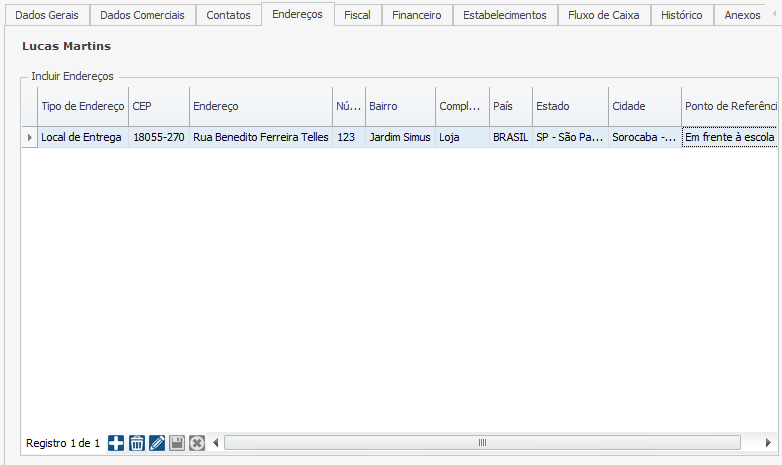 Dados Gerais Dados Comerciais Contatos Endereços Fiscal Financeiro Estabelecimentos Fluxo de Caixa Histórico Anexos
Lucas Martins
Incluir Endereços
Tipo de Endereço CEP Endereço Nú... Bairro Compl... País Estado Cidade Ponto de Referênci
Local de Entrega 18055-270 Rua Benedito Ferreira Telles 123 Jardim Simus Loja BRASIL SP - São Pa... Sorocaba -... Em frente à escola
Registro 1 de 1